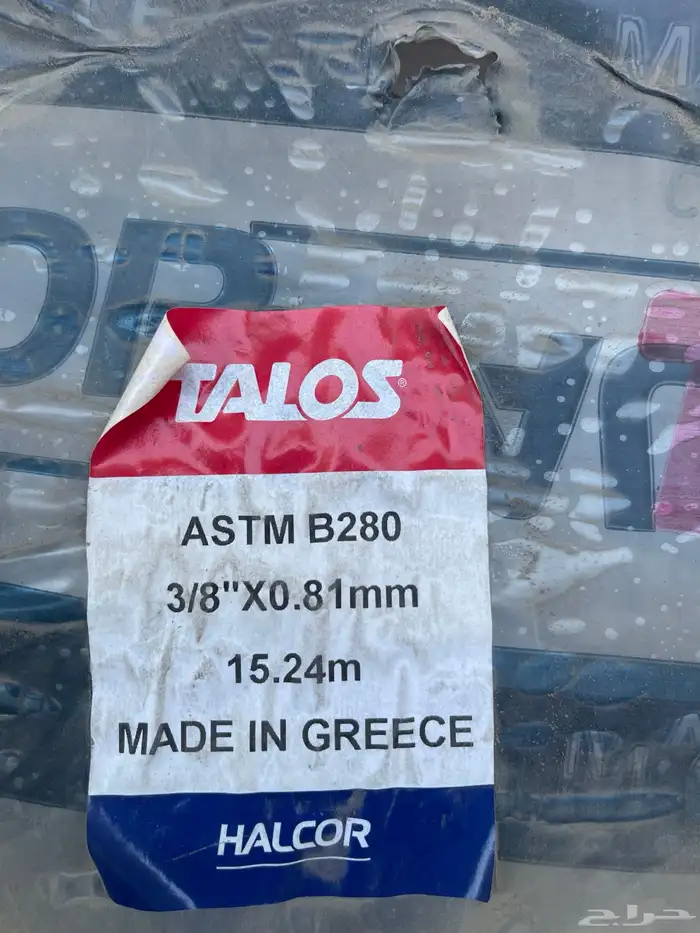 TALOS®
ASTM B280
3/8"X0.81mm
15.24m
MADE IN GREECE
HALCOR
حراج